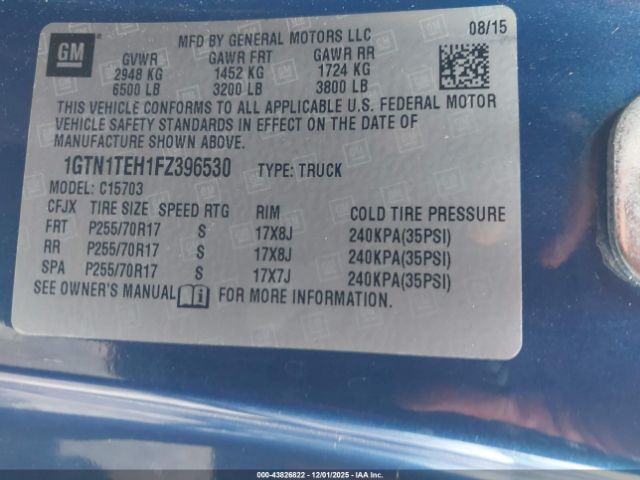 GM
MFD BY GENERAL MOTORS LLC
08/15
GVWR GAWR FRT GAWR RR
2948 KG 1452 KG 1724 KG
6500 LB 3200 LB 3800 LB
THIS VEHICLE CONFORMS TO ALL APPLICABLE U.S. FEDERAL MOTOR
VEHICLE SAFETY STANDARDS IN EFFECT ON THE DATE OF
MANUFACTURE SHOWN ABOVE.
1GTN1TEH1FZ396530 TYPE: TRUCK
MODEL: C15703
CFJX TIRE SIZE SPEED RTG RIM COLD TIRE PRESSURE
FRT P255/70R17 S 17X8J 240KPA(35PSI)
RR P255/70R17 S 17X8J 240KPA(35PSI)
SPA P255/70R17 S 17X7J 240KPA(35PSI)
SEE OWNER'S MANUAL FOR MORE INFORMATION.
00-43826822 - 12/01/2025 - IAA Inc.